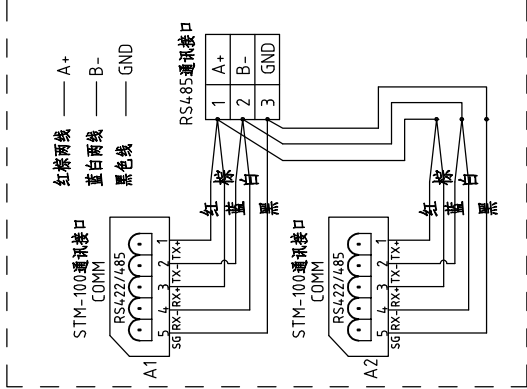 红棕两线 —— A+
蓝白两线 —— B-
黑色线 —— GND
RS485通讯接口
1 A+
2 B-
3 GND
STM-100通讯接口
COMM
RS422/485
1 TX+
2 TX-
3 RX+
4 RX-
5 SG
A1
红
棕
蓝
白
黑
STM-100通讯接口
COMM
RS422/485
1 TX+
2 TX-
3 RX+
4 RX-
5 SG
A2
红
棕
蓝
白
黑